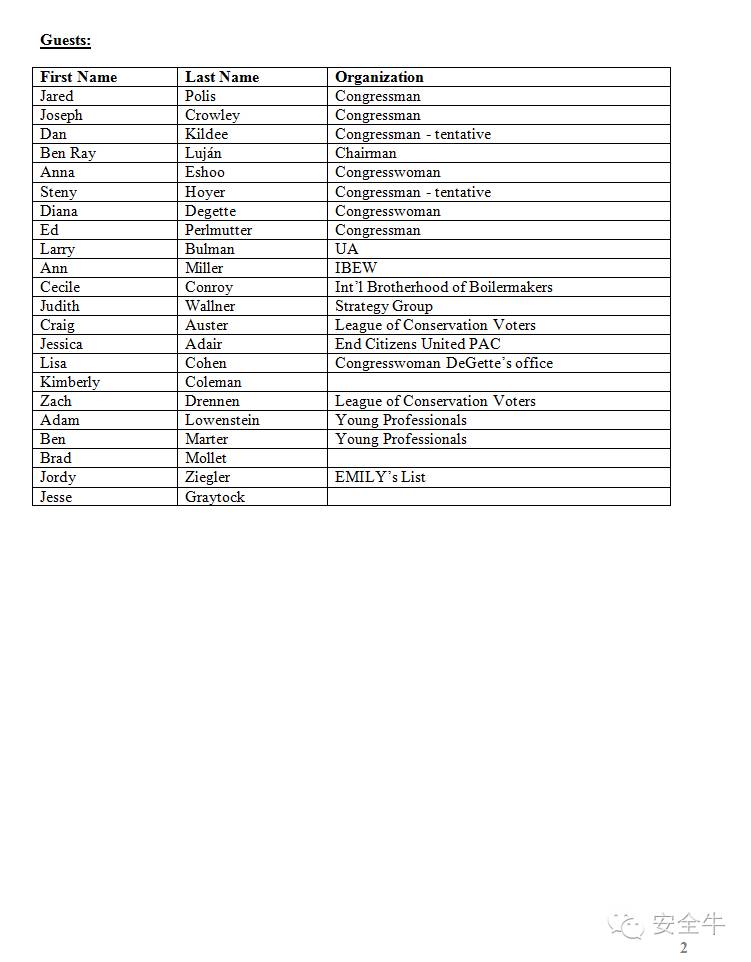 Guests:
First Name Last Name Organization
Jared Polis Congressman
Joseph Crowley Congressman
Dan Kildee Congressman - tentative
Ben Ray Luján Chairman
Anna Eshoo Congresswoman
Steny Hoyer Congressman - tentative
Diana Degette Congresswoman
Ed Perlmutter Congressman
Larry Bulman UA
Ann Miller IBEW
Cecile Conroy Int’l Brotherhood of Boilermakers
Judith Wallner Strategy Group
Craig Auster League of Conservation Voters
Jessica Adair End Citizens United PAC
Lisa Cohen Congresswoman DeGette’s office
Kimberly Coleman
Zach Drennen League of Conservation Voters
Adam Lowenstein Young Professionals
Ben Marter Young Professionals
Brad Mollet
Jordy Ziegler EMILY’s List
Jesse Graytock
安全牛
2